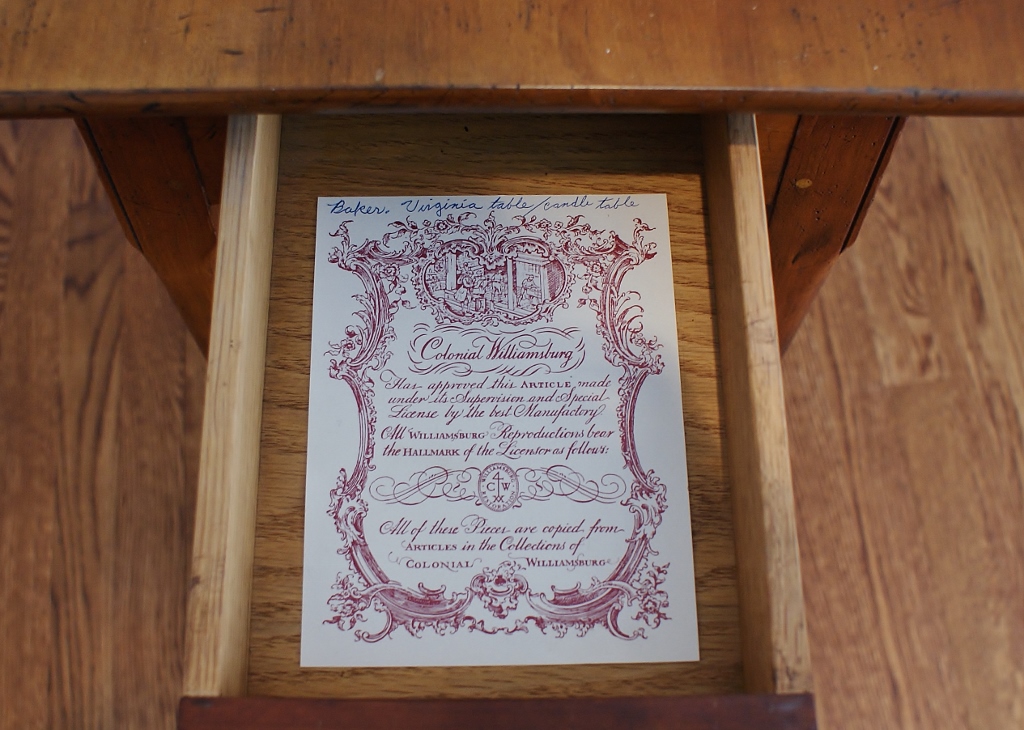 Baker. Virginia table/candle table
Colonial Williamsburg
Has approved this ARTICLE made
under its Supervision and Special
License by the best Manufactory.
All WILLIAMSBURG Reproductions bear
the HALLMARK of the Licensor as follows:
C W
All of these Pieces are copied from
ARTICLES in the Collections of
COLONIAL WILLIAMSBURG